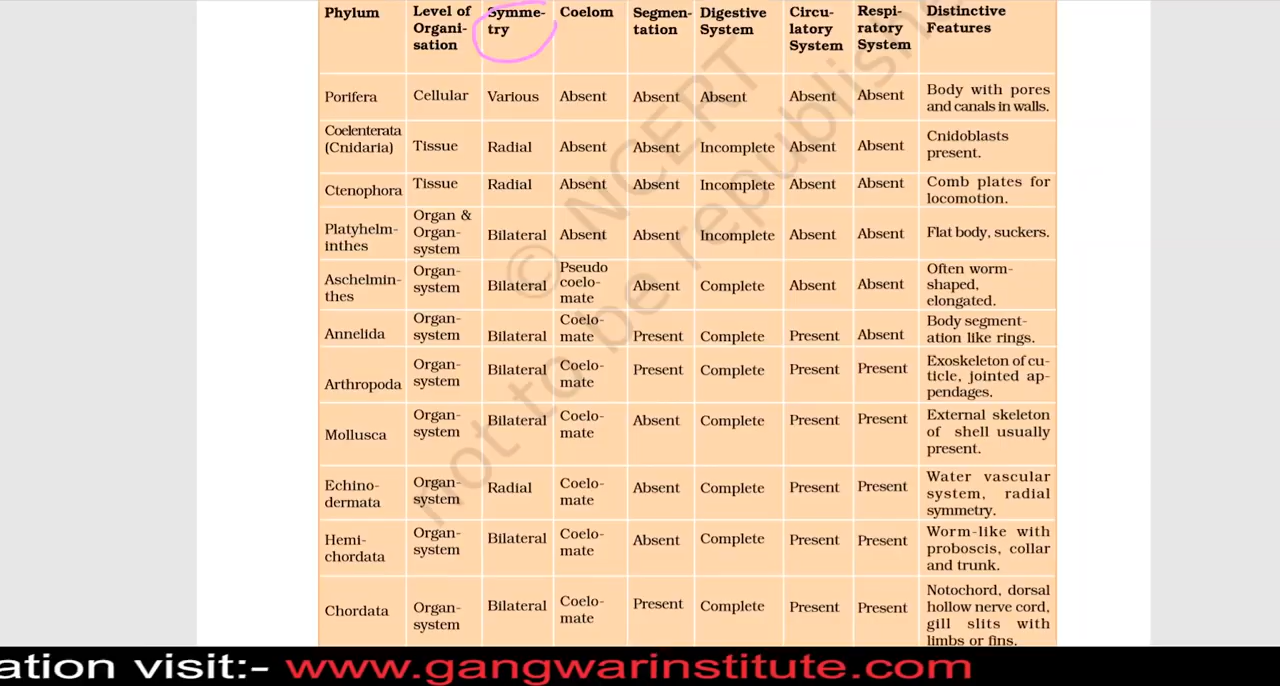 Phylum Level of Organi-sation Symme-try Coelom Segmen-tation Digestive System Circu-latory System Respi-ratory System Distinctive Features
Porifera Cellular Various Absent Absent Absent Absent Absent Body with pores and canals in walls.
Coelenterata (Cnidaria) Tissue Radial Absent Absent Incomplete Absent Absent Cnidoblasts present.
Ctenophora Tissue Radial Absent Absent Incomplete Absent Absent Comb plates for locomotion.
Platyhelm-inthes Organ & Organ-system Bilateral Absent Absent Incomplete Absent Absent Flat body, suckers.
Aschelmin-thes Organ-system Bilateral Pseudo coelo-mate Absent Complete Absent Absent Often worm-shaped, elongated.
Annelida Organ-system Bilateral Coelo-mate Present Complete Present Absent Body segment-ation like rings.
Arthropoda Organ-system Bilateral Coelo-mate Present Complete Present Present Exoskeleton of cu-ticle, jointed ap-pendages.
Mollusca Organ-system Bilateral Coelo-mate Absent Complete Present Present External skeleton of shell usually present.
Echino-dermata Organ-system Radial Coelo-mate Absent Complete Present Present Water vascular system, radial symmetry.
Hemi-chordata Organ-system Bilateral Coelo-mate Absent Complete Present Present Worm-like with proboscis, collar and trunk.
Chordata Organ-system Bilateral Coelo-mate Present Complete Present Present Notochord, dorsal hollow nerve cord, gill slits with limbs or fins.
© NCERT
not to be republishe
ation visit:- www.gangwarinstitute.com